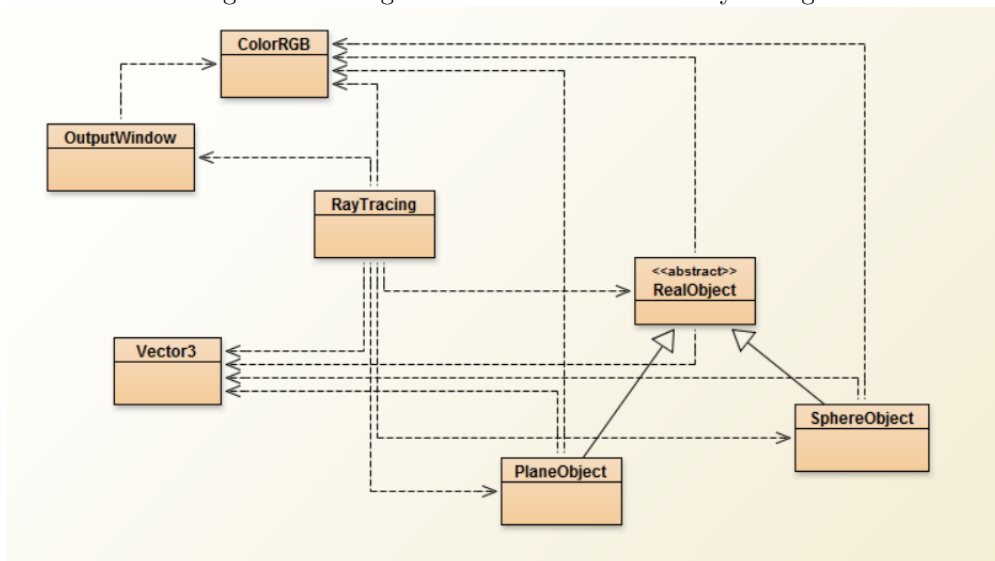 ColorRGB
OutputWindow
RayTracing
<<abstract>>
RealObject
Vector3
SphereObject
PlaneObject